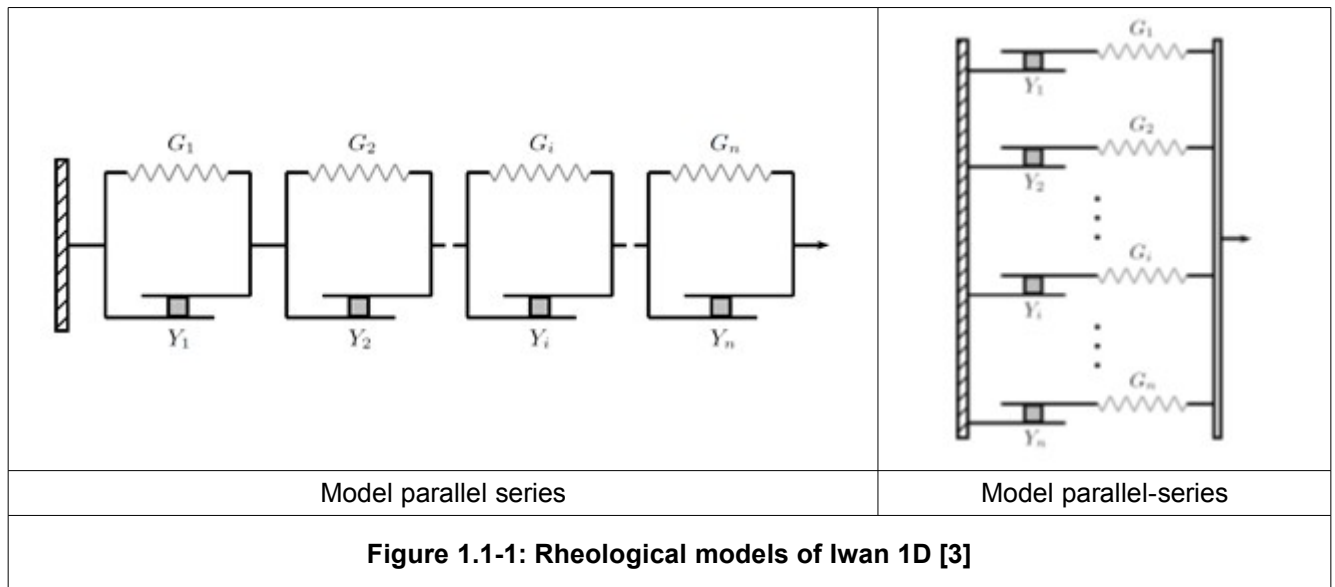 G₁ G₂ Gᵢ Gₙ
Y₁ Y₂ Yᵢ Yₙ
G₁
Y₁
G₂
Y₂
Gᵢ
Yᵢ
Gₙ
Yₙ
Model parallel series
Model parallel-series
Figure 1.1-1: Rheological models of Iwan 1D [3]